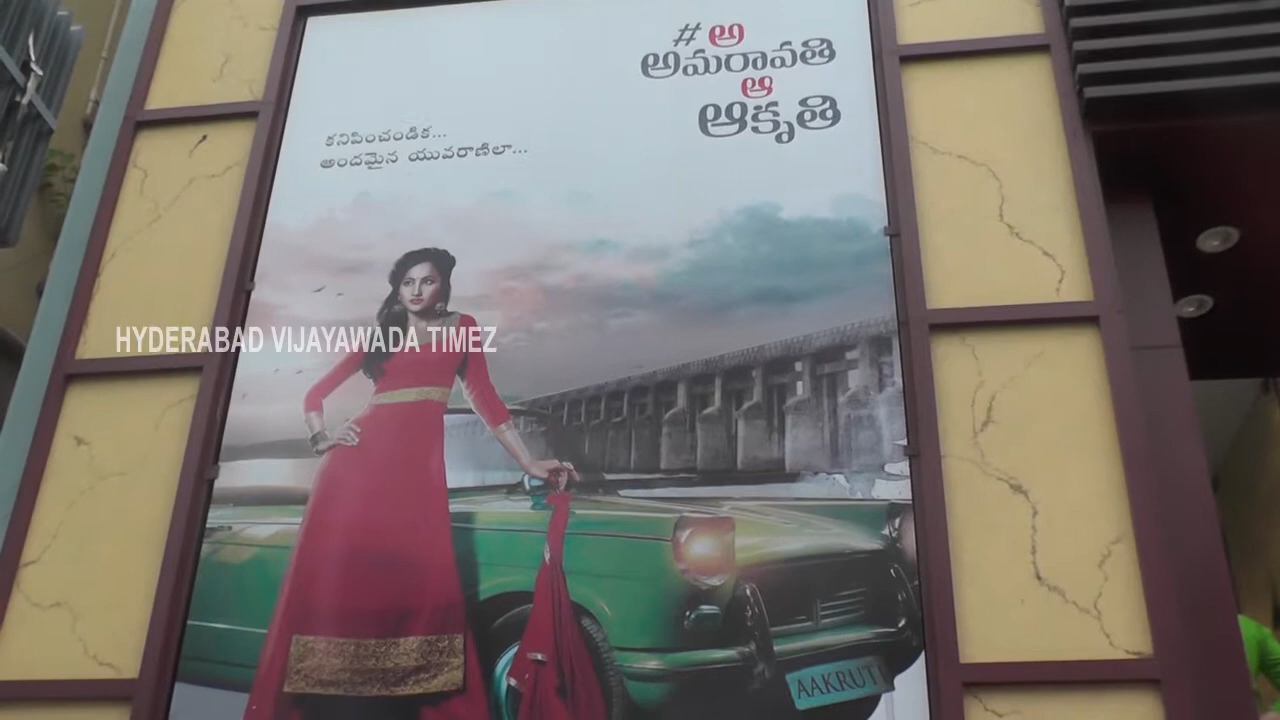 # అ
అమరావతి
ఆ
ఆకృతి
కనిపించండిక...
అందమైన యువరాణిలా...
HYDERABAD VIJAYAWADA TIMEZ
AAKRUTI